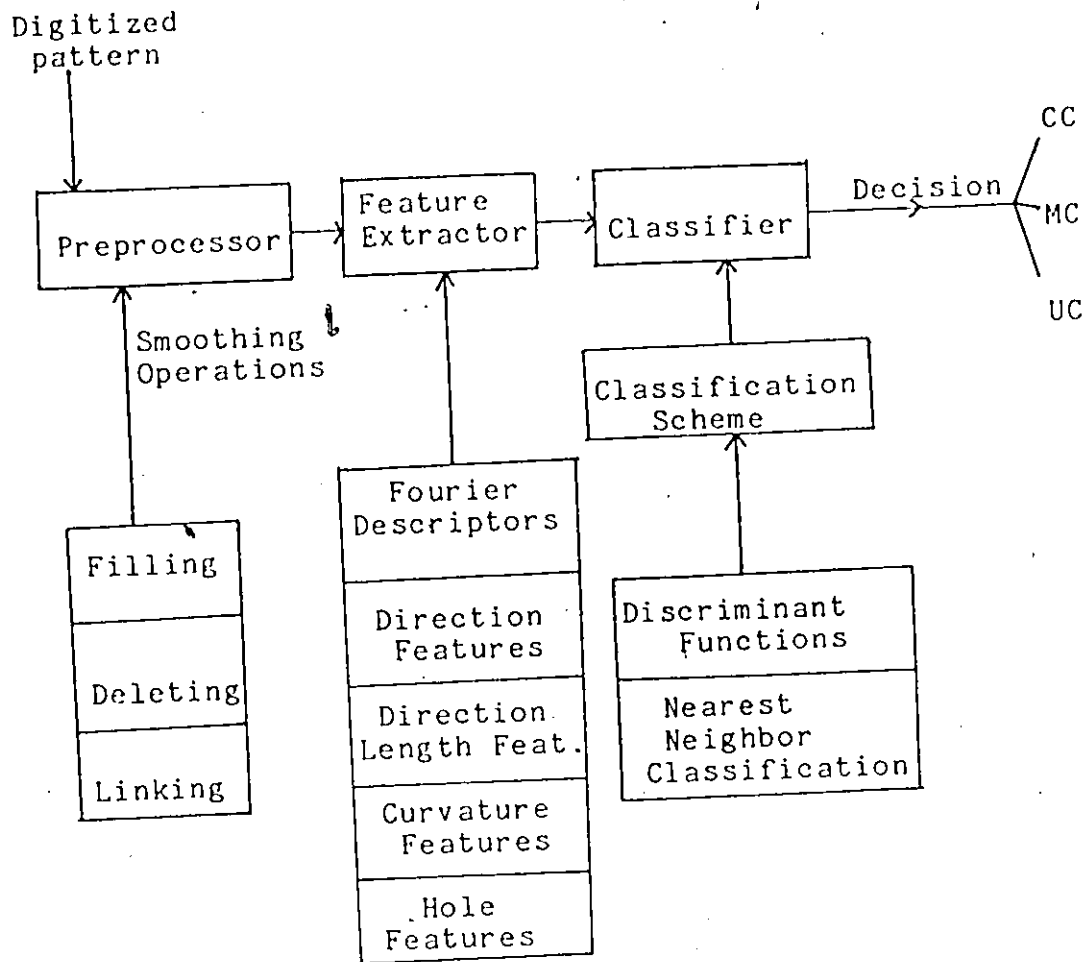 Digitized
pattern
Preprocessor
Feature
Extractor
Classifier
Decision
CC
MC
UC
Smoothing
Operations
Classification
Scheme
Filling
Deleting
Linking
Fourier
Descriptors
Direction
Features
Direction
Length Feat.
Curvature
Features
Hole
Features
Discriminant
Functions
Nearest
Neighbor
Classification